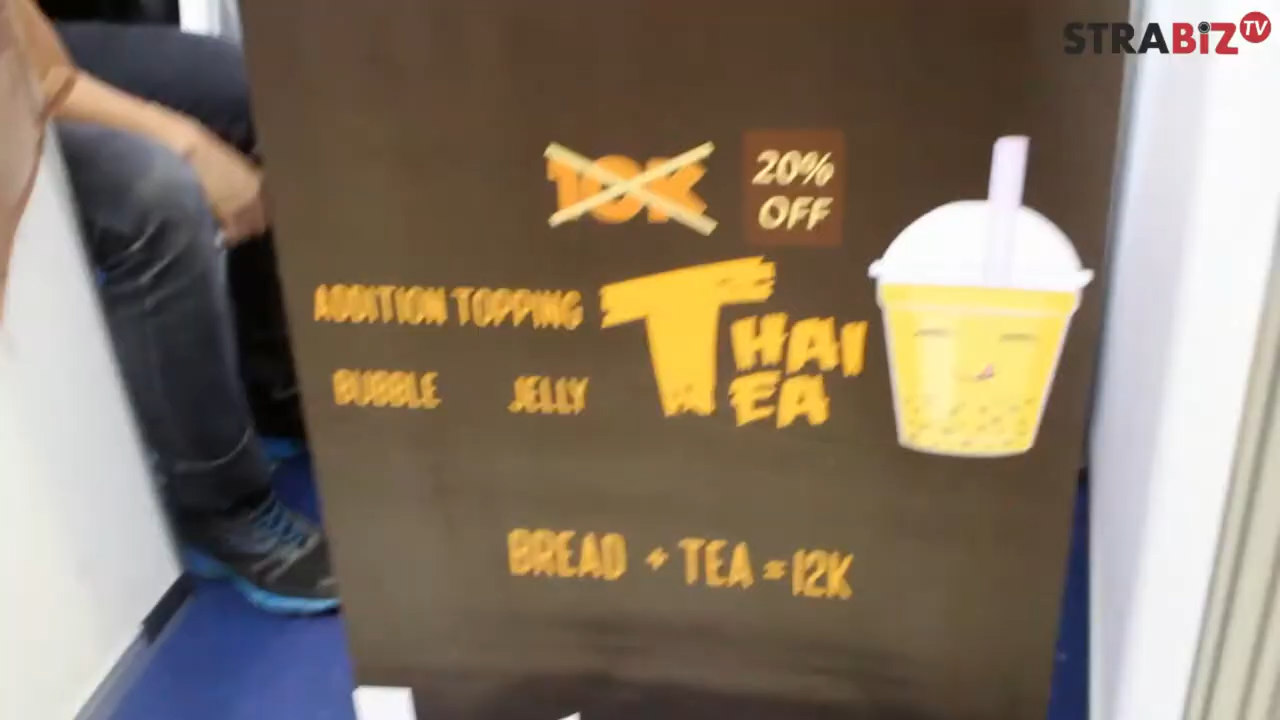 STRABiZ TV
10K
20%
OFF
ADDITION TOPPING
THAI
TEA
BUBBLE JELLY
BREAD + TEA = 12K